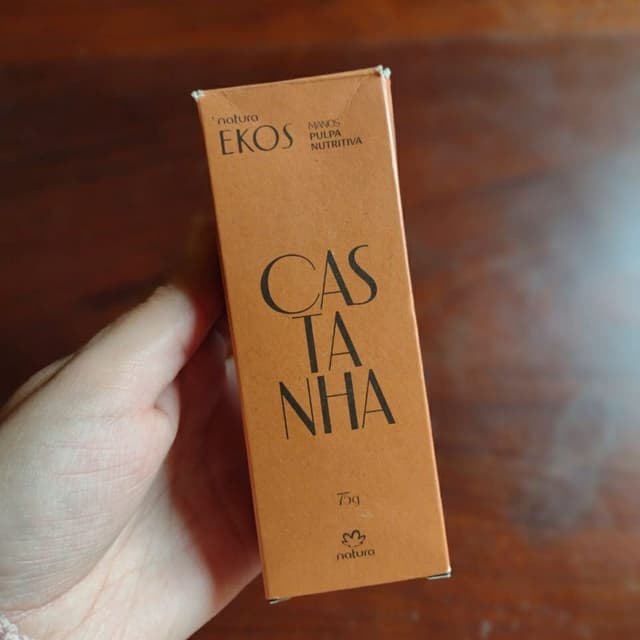 natura
EKOS
MANOS
PULPA
NUTRITIVA
CAS
TA
NHA
75g
natura